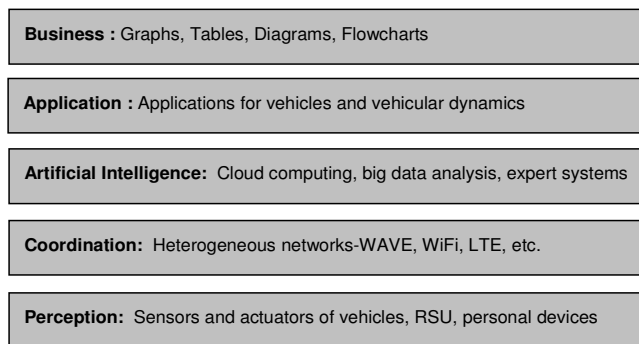 Business : Graphs, Tables, Diagrams, Flowcharts
Application : Applications for vehicles and vehicular dynamics
Artificial Intelligence: Cloud computing, big data analysis, expert systems
Coordination: Heterogeneous networks-WAVE, WiFi, LTE, etc.
Perception: Sensors and actuators of vehicles, RSU, personal devices